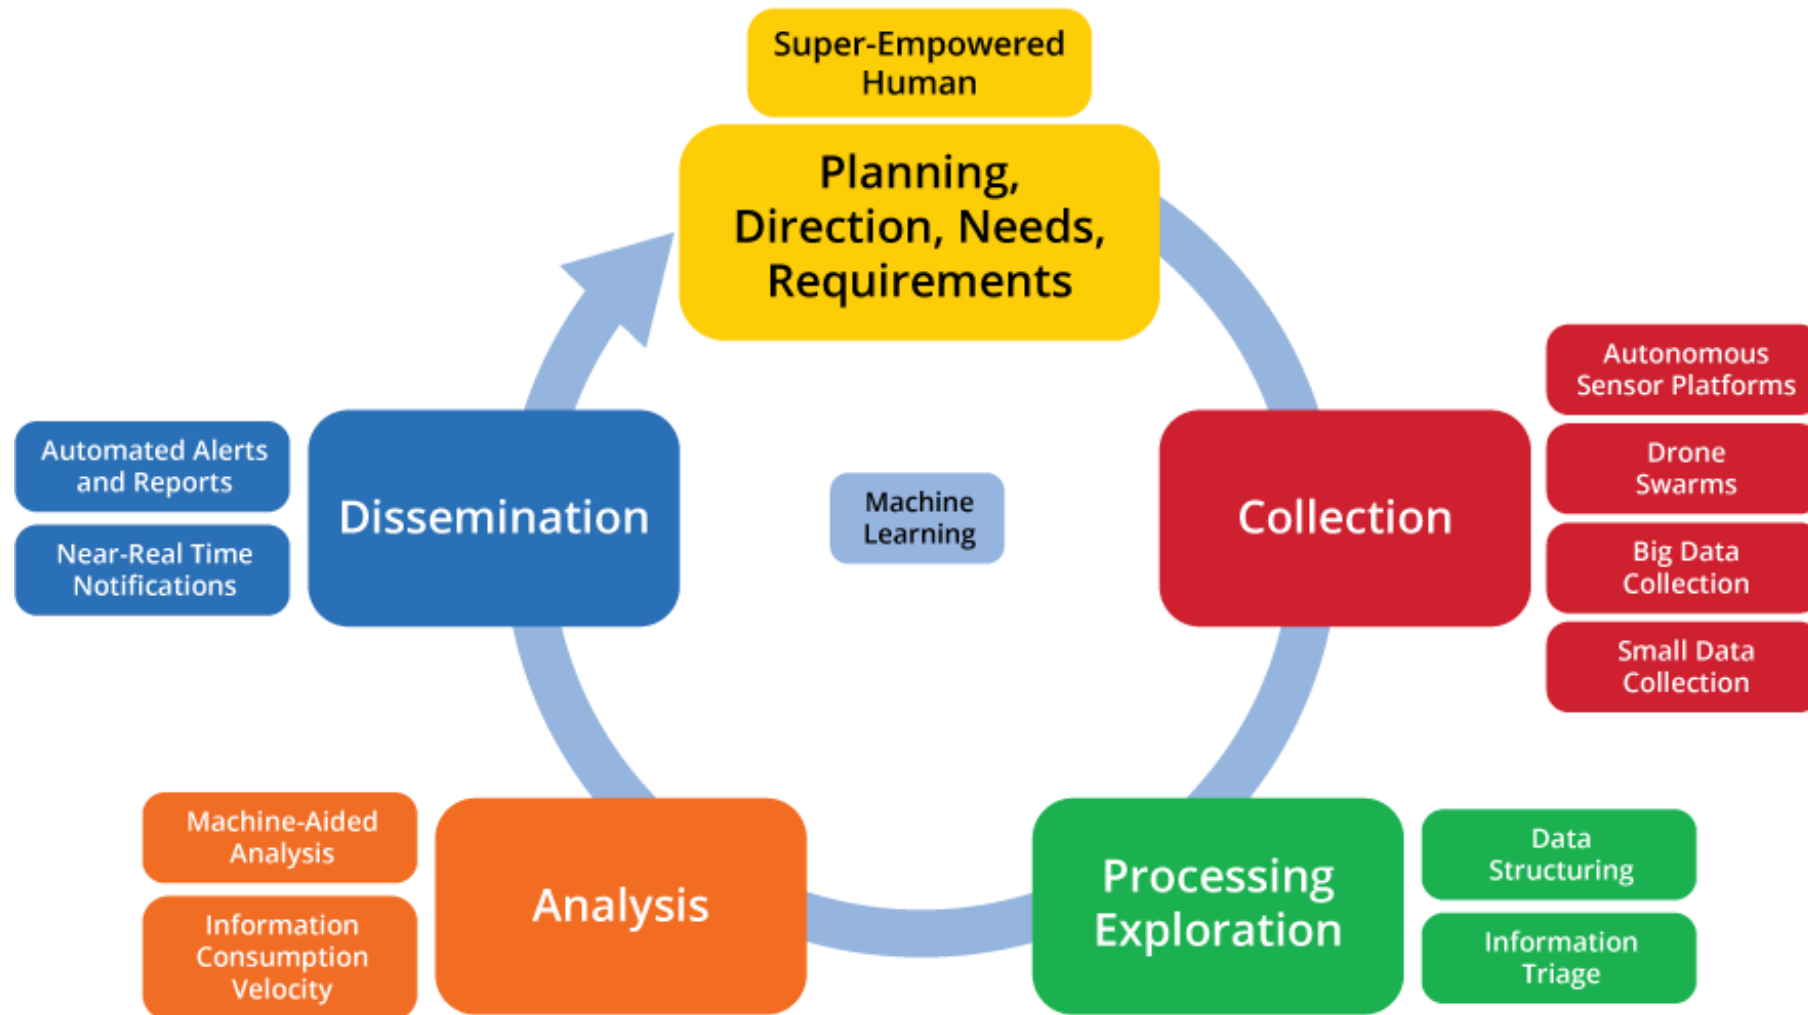 Super-Empowered
Human
Planning,
Direction, Needs,
Requirements
Autonomous
Sensor Platforms
Drone
Swarms
Big Data
Collection
Small Data
Collection
Collection
Automated Alerts
and Reports
Near-Real Time
Notifications
Dissemination
Machine
Learning
Machine-Aided
Analysis
Information
Consumption
Velocity
Analysis
Processing
Exploration
Data
Structuring
Information
Triage